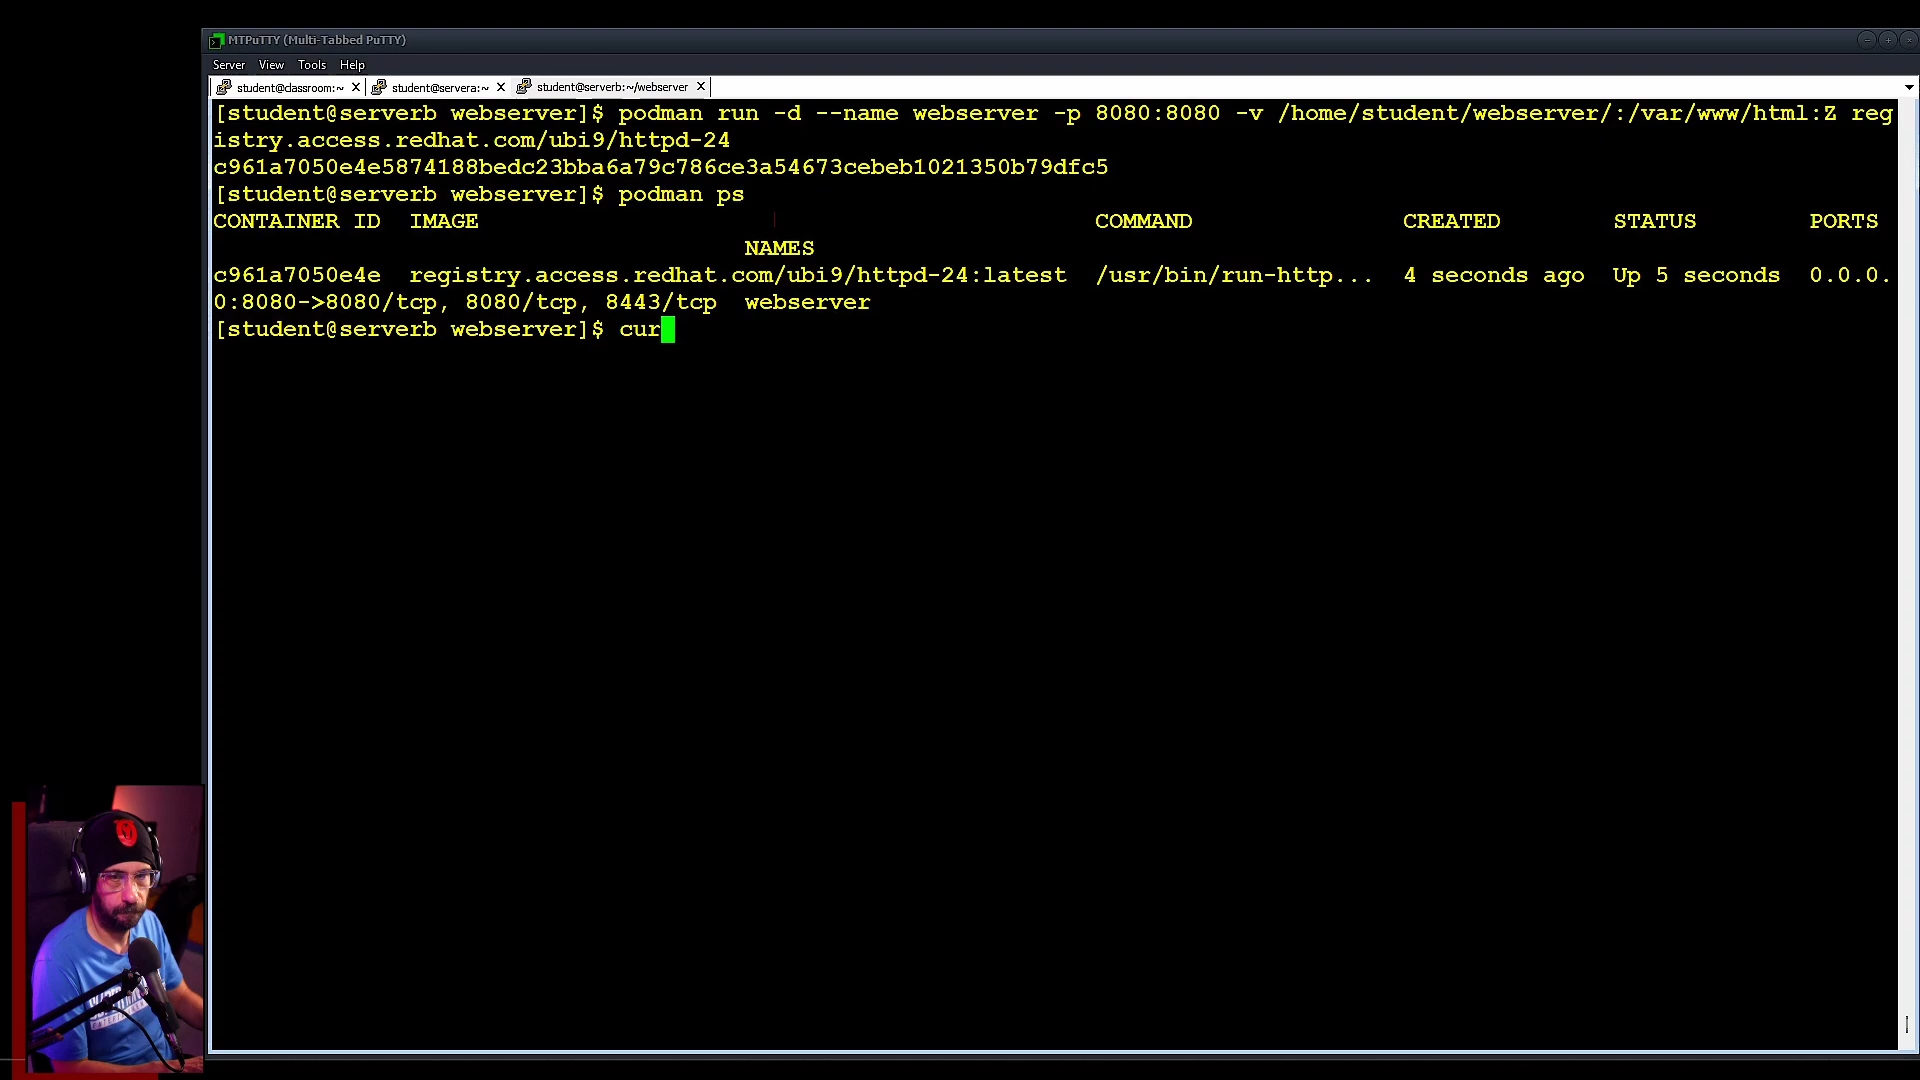 MTPuTTY (Multi-Tabbed PuTTY)
Server View Tools Help
student@classroom:~ student@servera:~ student@serverb:~/webserver
[student@serverb webserver]$ podman run -d --name webserver -p 8080:8080 -v /home/student/webserver/:/var/www/html:Z reg
istry.access.redhat.com/ubi9/httpd-24
c961a7050e4e5874188bedc23bba6a79c786ce3a54673cebeb1021350b79dfc5
[student@serverb webserver]$ podman ps
CONTAINER ID IMAGE COMMAND CREATED STATUS PORTS
NAMES
c961a7050e4e registry.access.redhat.com/ubi9/httpd-24:latest /usr/bin/run-http... 4 seconds ago Up 5 seconds 0.0.0.
0:8080->8080/tcp, 8080/tcp, 8443/tcp webserver
[student@serverb webserver]$ cur